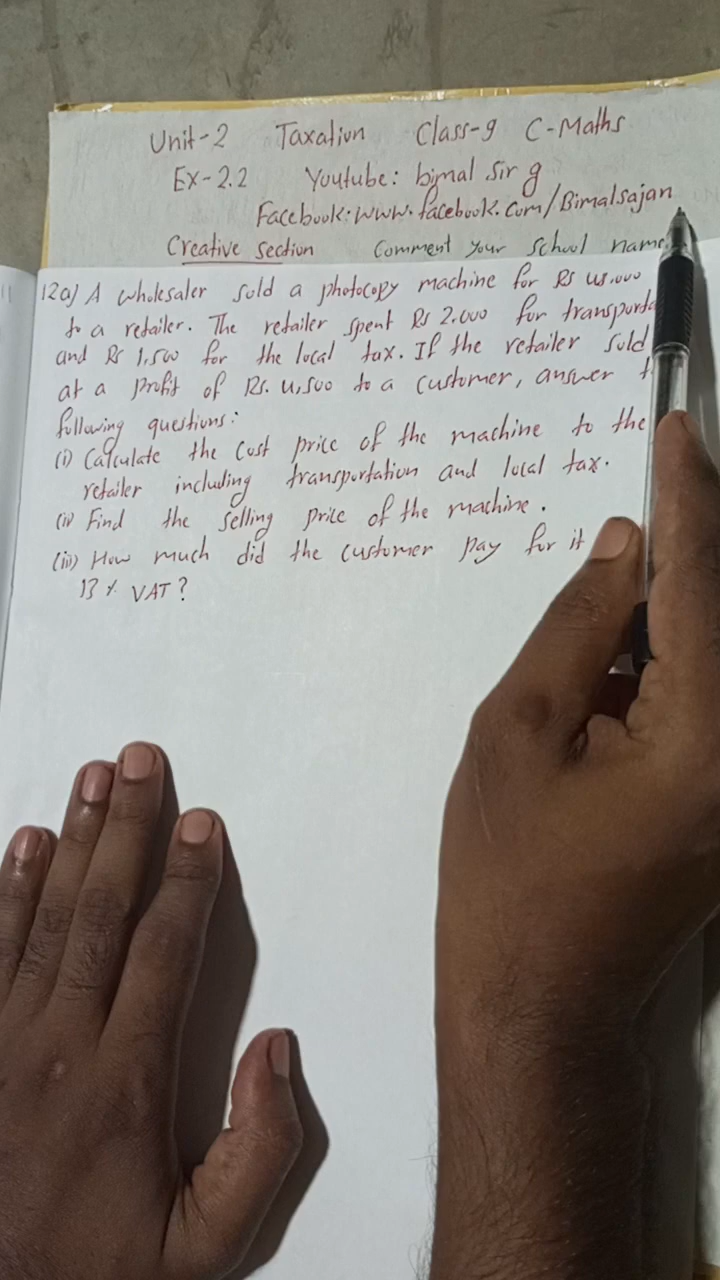 Unit-2 Taxation Class-9 C-Maths
Ex-2.2 Youtube: bimal sir g
Facebook: www.facebook.com/Bimalsajan
Creative section Comment your school name
12a) A wholesaler sold a photocopy machine for Rs
to a retailer. The retailer spent Rs 2.000 for transporta
and Rs 1,500 for the local tax. If the retailer sold
at a profit of Rs. 4,500 to a customer, answer t
following questions:
(i) Calculate the cost price of the machine to the
retailer including transportation and local tax.
(ii) Find the selling price of the machine.
(iii) How much did the customer pay for it
13% VAT?